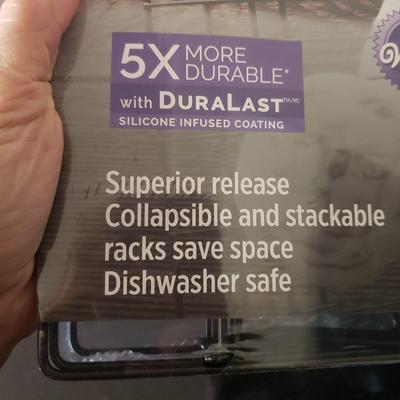 5X MORE
DURABLE*
with DURALAST™/MC
SILICONE INFUSED COATING
Superior release
Collapsible and stackable
racks save space
Dishwasher safe